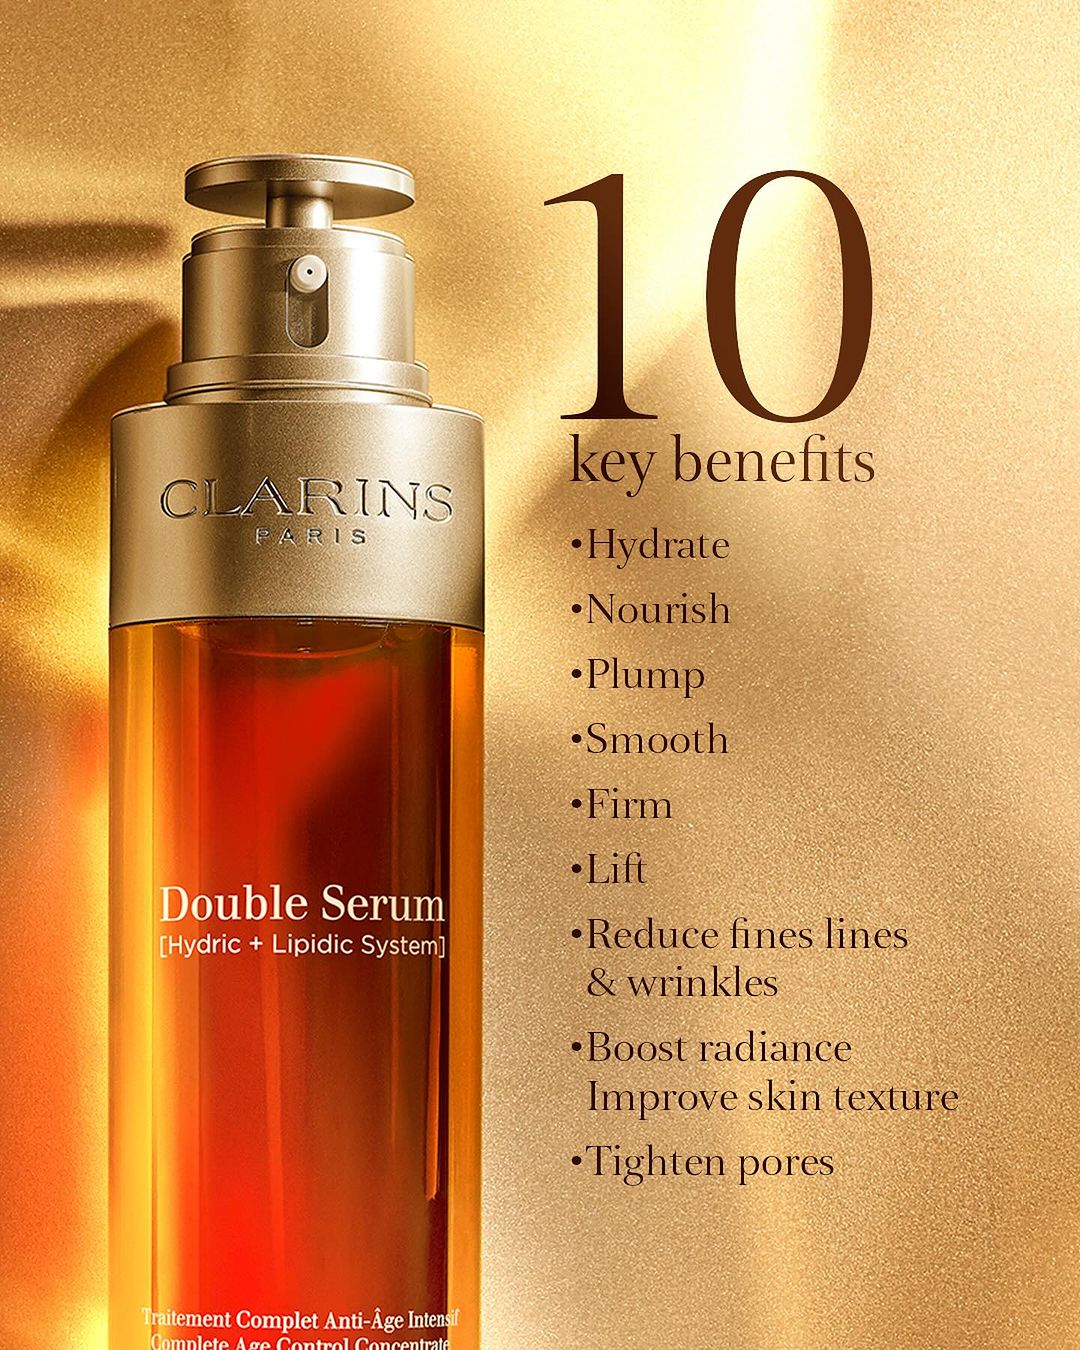 10
key benefits
•Hydrate
•Nourish
•Plump
•Smooth
•Firm
•Lift
•Reduce fines lines
& wrinkles
•Boost radiance
Improve skin texture
•Tighten pores
CLARINS
PARIS
Double Serum
[Hydric + Lipidic System]
Traitement Complet Anti-Âge Intensif
Complete Age Control Concentrate